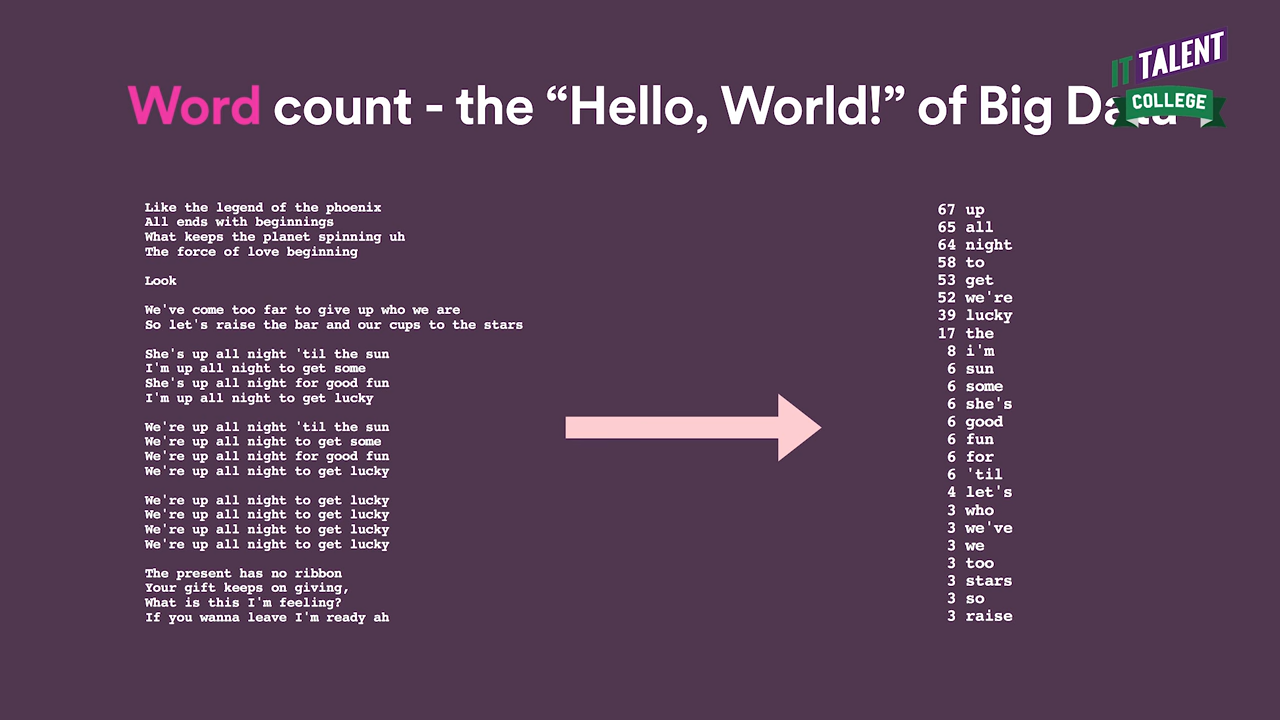 Word count - the “Hello, World!” of Big Data
IT TALENT
COLLEGE
Like the legend of the phoenix
All ends with beginnings
What keeps the planet spinning uh
The force of love beginning
Look
We've come too far to give up who we are
So let's raise the bar and our cups to the stars
She's up all night 'til the sun
I'm up all night to get some
She's up all night for good fun
I'm up all night to get lucky
We're up all night 'til the sun
We're up all night to get some
We're up all night for good fun
We're up all night to get lucky
We're up all night to get lucky
We're up all night to get lucky
We're up all night to get lucky
We're up all night to get lucky
The present has no ribbon
Your gift keeps on giving,
What is this I'm feeling?
If you wanna leave I'm ready ah
67 up
65 all
64 night
58 to
53 get
52 we're
39 lucky
17 the
8 i'm
6 sun
6 some
6 she's
6 good
6 fun
6 for
6 'til
4 let's
3 who
3 we've
3 we
3 too
3 stars
3 so
3 raise